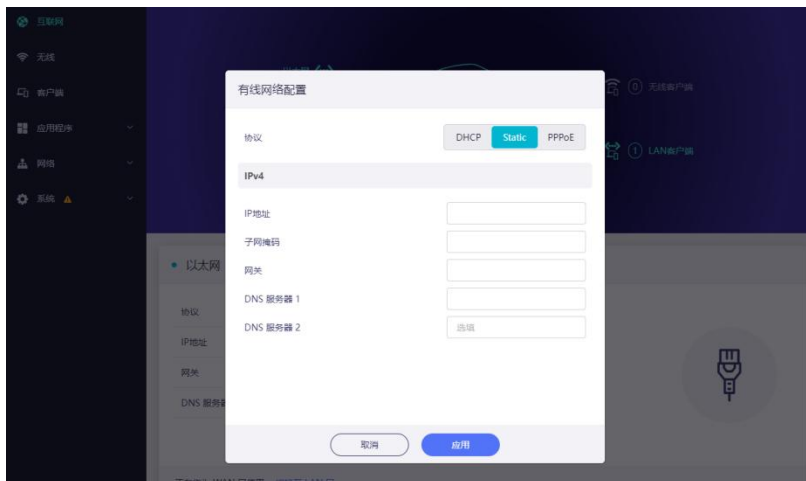 互联网
无线
客户端
应用程序
网络
系统
无线客户端
0
LAN客户端
1
有线网络配置
协议
DHCP Static PPPoE
IPv4
IP地址
子网掩码
网关
DNS 服务器 1
DNS 服务器 2 选填
取消 应用
以太网
协议
IP地址
网关
DNS 服务器